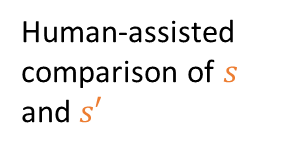 Human-assisted
comparison of s
and s′